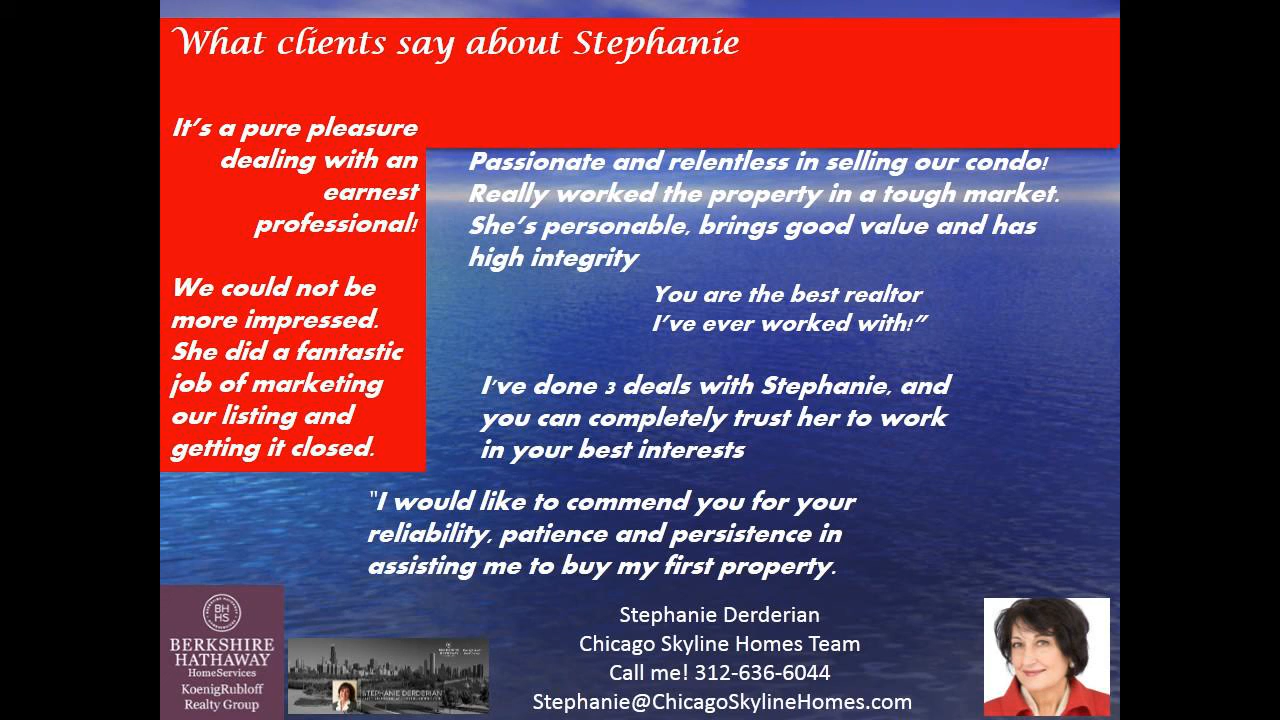 What clients say about Stephanie
It's a pure pleasure
dealing with an
earnest
professional!
We could not be
more impressed.
She did a fantastic
job of marketing
our listing and
getting it closed.
Passionate and relentless in selling our condo!
Really worked the property in a tough market.
She's personable, brings good value and has
high integrity
You are the best realtor
I've ever worked with!”
I've done 3 deals with Stephanie, and
you can completely trust her to work
in your best interests
"I would like to commend you for your
reliability, patience and persistence in
assisting me to buy my first property.
BH
HS
BERKSHIRE
HATHAWAY
HomeServices
KoenigRubloff
Realty Group
STEPHANIE DERDERIAN
Stephanie Derderian
Chicago Skyline Homes Team
Call me! 312-636-6044
Stephanie@ChicagoSkylineHomes.com